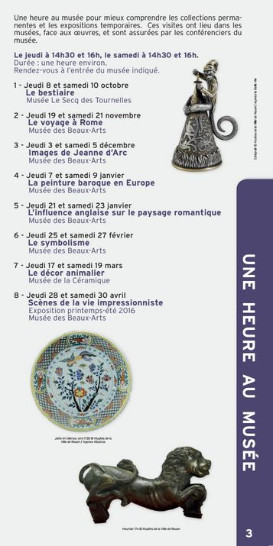 Une heure au musée pour mieux comprendre les collections perma-
nentes et les expositions temporaires. Ces visites ont lieu dans les
musées, face aux œuvres, et sont assurées par les conférenciers du
musée.
Le jeudi à 14h30 et 16h, le samedi à 14h30 et 16h.
Durée : une heure environ.
Rendez-vous à l'entrée du musée indiqué.
1 - Jeudi 8 et samedi 10 octobre
Le bestiaire
Musée Le Secq des Tournelles
2 - Jeudi 19 et samedi 21 novembre
Le voyage à Rome
Musée des Beaux-Arts
3 - Jeudi 3 et samedi 5 décembre
Images de Jeanne d'Arc
Musée des Beaux-Arts
4 - Jeudi 7 et samedi 9 janvier
La peinture baroque en Europe
Musée des Beaux-Arts
5 - Jeudi 21 et samedi 23 janvier
L'influence anglaise sur le paysage romantique
Musée des Beaux-Arts
6 - Jeudi 25 et samedi 27 février
Le symbolisme
Musée des Beaux-Arts
7 - Jeudi 17 et samedi 19 mars
Le décor animalier
Musée de la Céramique
8 - Jeudi 28 et samedi 30 avril
Scènes de la vie impressionniste
Exposition printemps-été 2016
Musée des Beaux-Arts
UNE HEURE AU MUSÉE
3